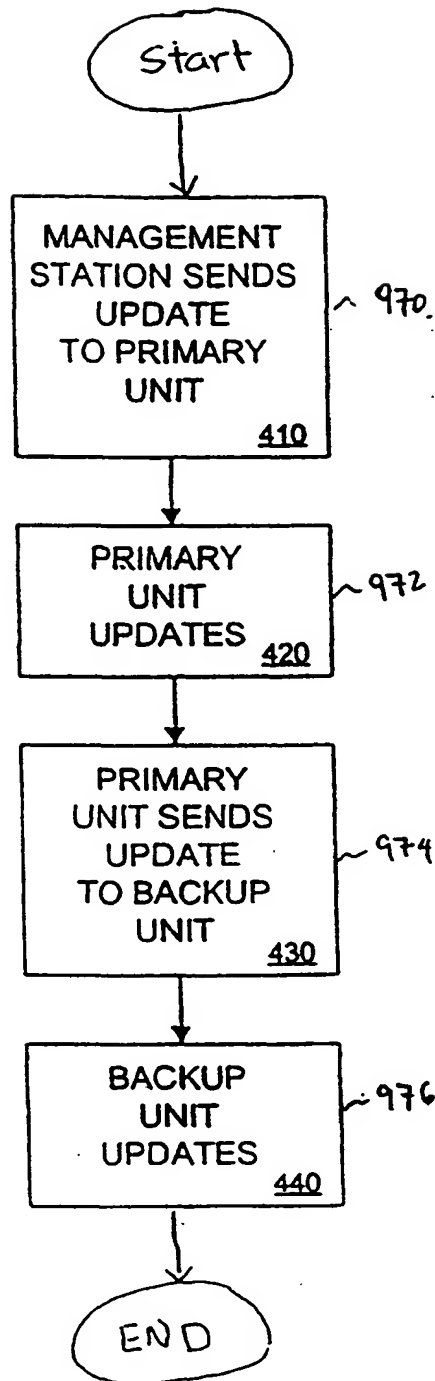 Start
MANAGEMENT
STATION SENDS
UPDATE
TO PRIMARY
UNIT
410
970.
PRIMARY
UNIT
UPDATES
420
972
PRIMARY
UNIT SENDS
UPDATE
TO BACKUP
UNIT
430
974
BACKUP
UNIT
UPDATES
440
976
END